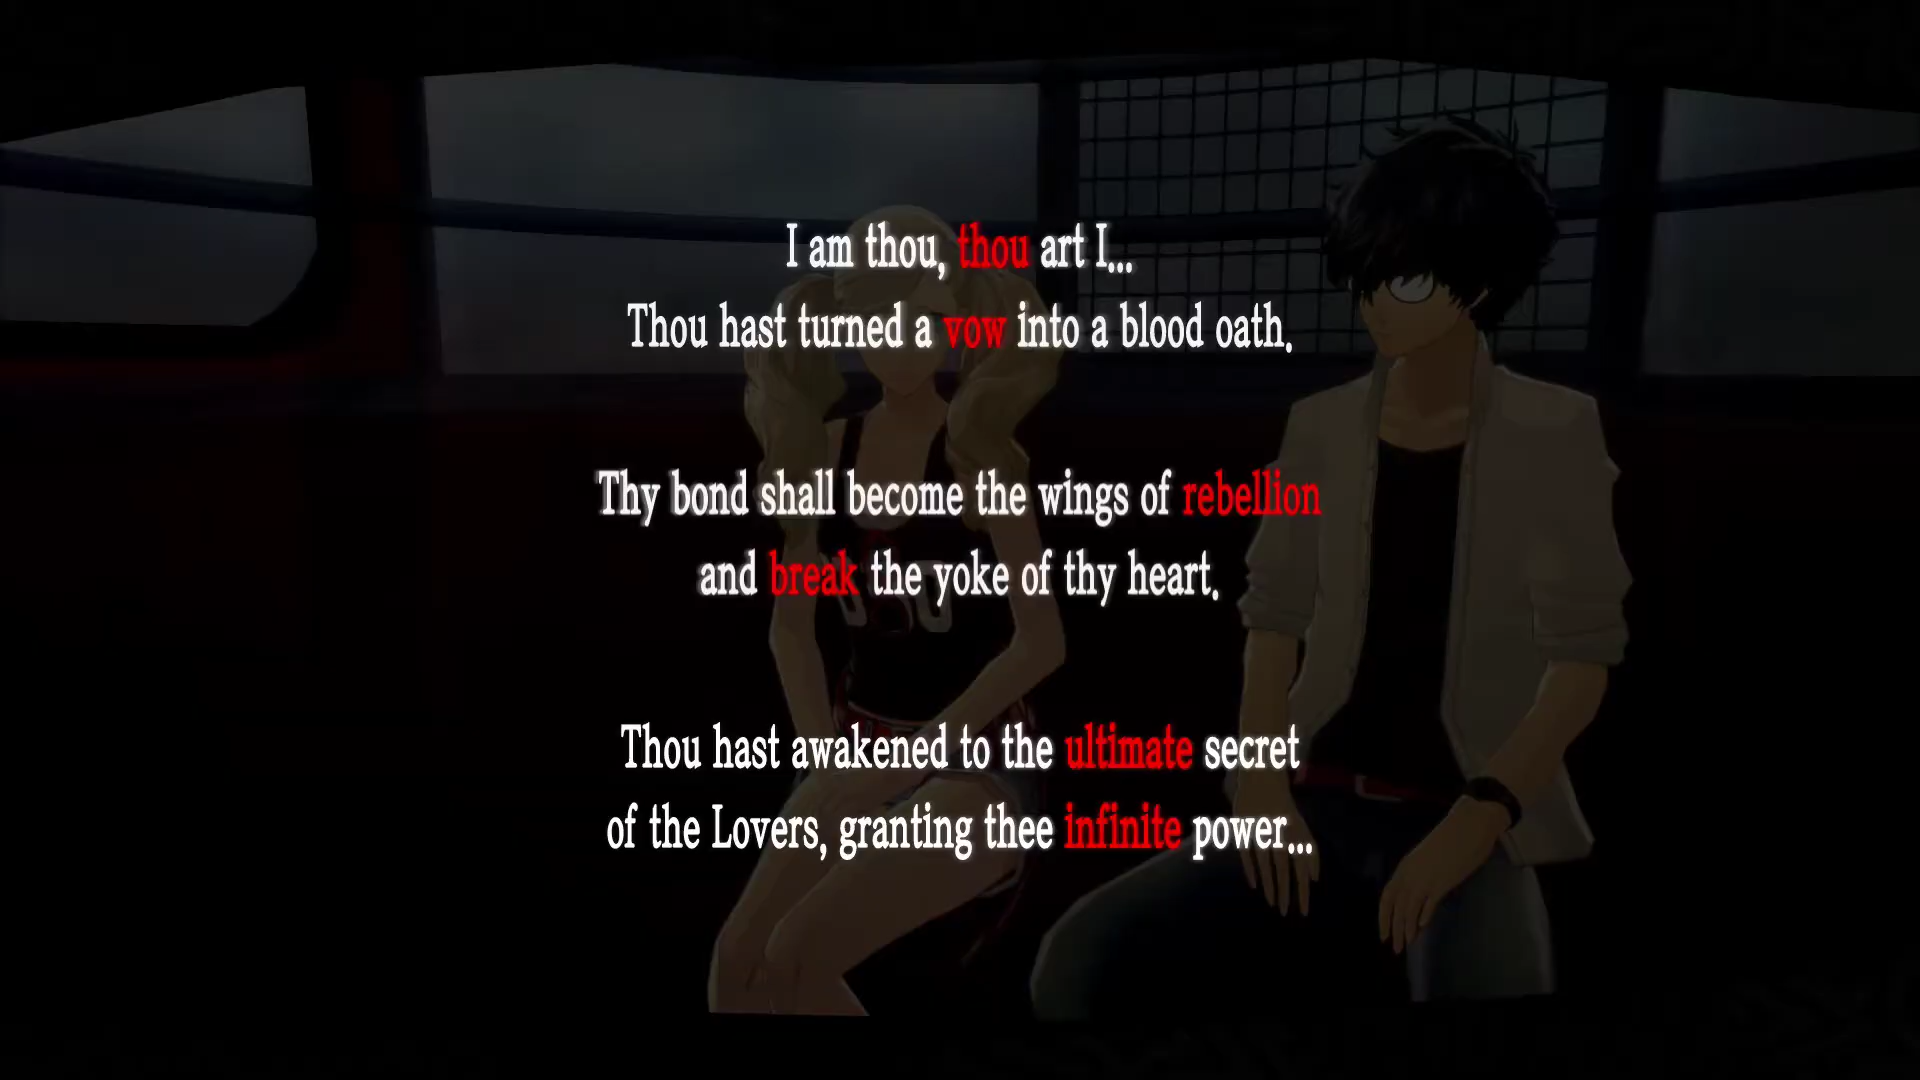 I am thou, thou art I...
Thou hast turned a vow into a blood oath.
Thy bond shall become the wings of rebellion
and break the yoke of thy heart.
Thou hast awakened to the ultimate secret
of the Lovers, granting thee infinite power...